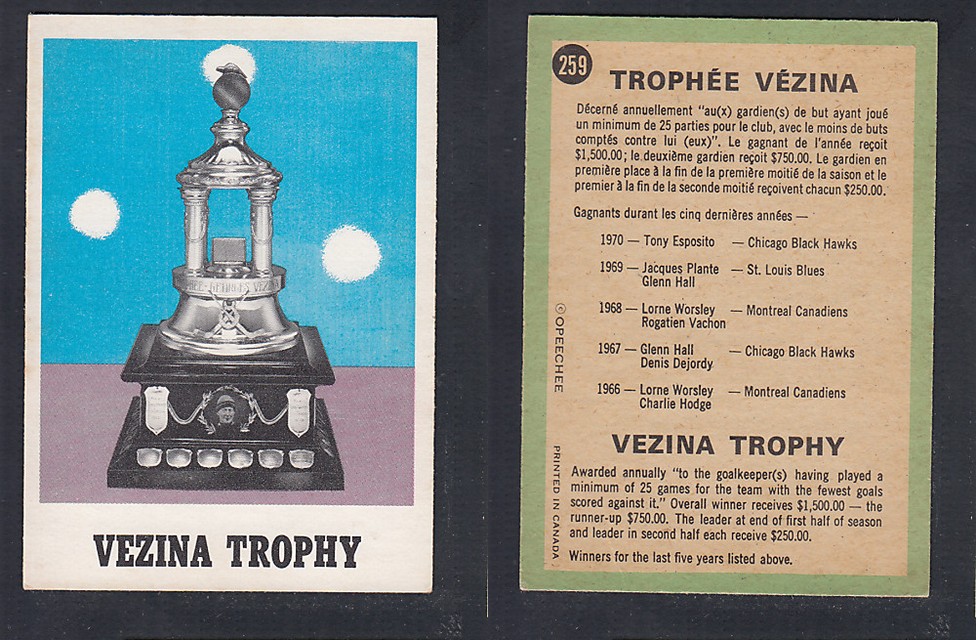 VEZINA TROPHY
259
TROPHÉE VÉZINA
Décerné annuellement "au(x) gardien(s) de but ayant joué
un minimum de 25 parties pour le club, avec le moins de buts
comptés contre lui (eux)". Le gagnant de l'année reçoit
$1,500.00; le deuxième gardien reçoit $750.00. Le gardien en
première place à la fin de la première moitié de la saison et le
premier à la fin de la seconde moitié reçoivent chacun $250.00.
Gagnants durant les cinq dernières années —
1970 — Tony Esposito — Chicago Black Hawks
1969 — Jacques Plante — St. Louis Blues
Glenn Hall
1968 — Lorne Worsley — Montreal Canadiens
Rogatien Vachon
1967 — Glenn Hall — Chicago Black Hawks
Denis Dejordy
1966 — Lorne Worsley — Montreal Canadiens
Charlie Hodge
VEZINA TROPHY
Awarded annually "to the goalkeeper(s) having played a
minimum of 25 games for the team with the fewest goals
scored against it." Overall winner receives $1,500.00 — the
runner-up $750.00. The leader at end of first half of season
and leader in second half each receive $250.00.
Winners for the last five years listed above.
© OPEECHEE
PRINTED IN CANADA